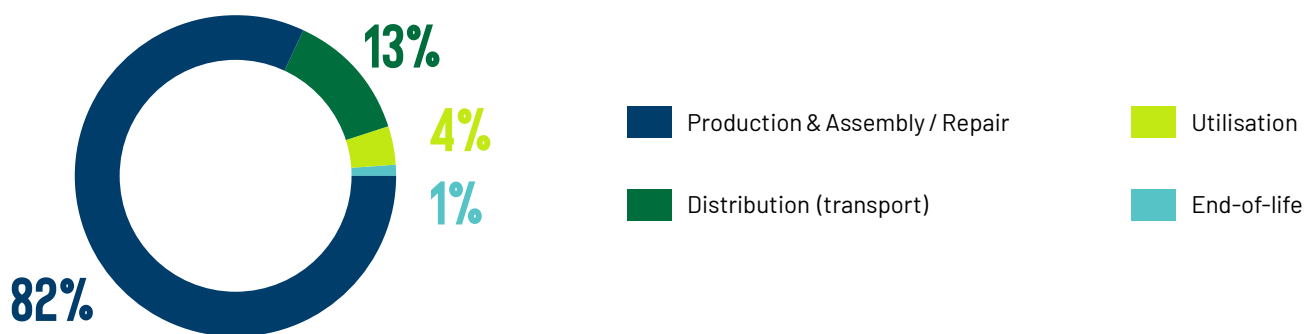 13%
4%
1%
82%
Production & Assembly / Repair
Utilisation
Distribution (transport)
End-of-life